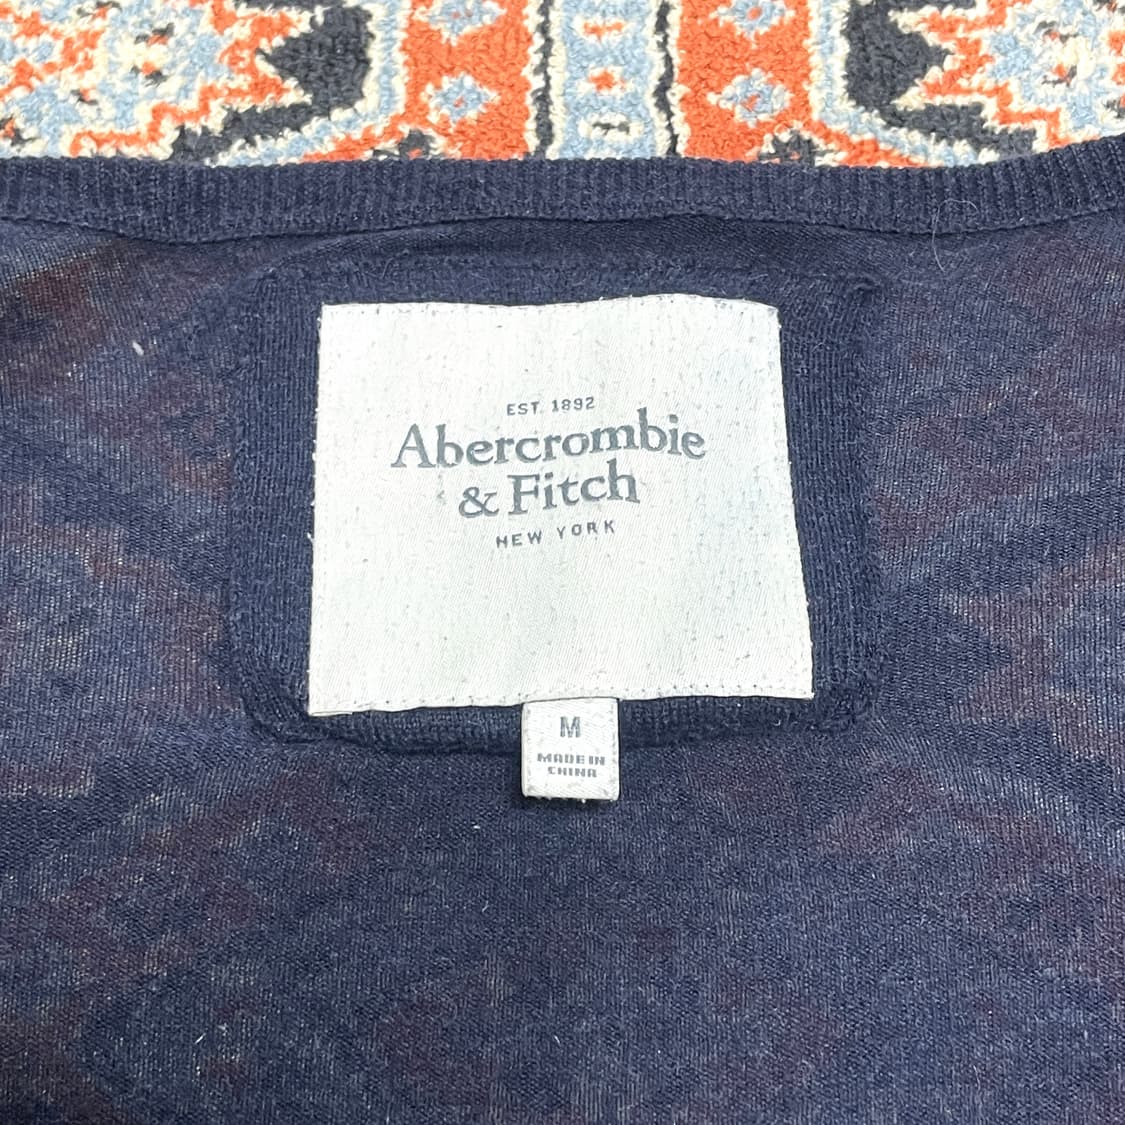 EST. 1892
Abercrombie
& Fitch
NEW YORK
M
MADE IN
CHINA